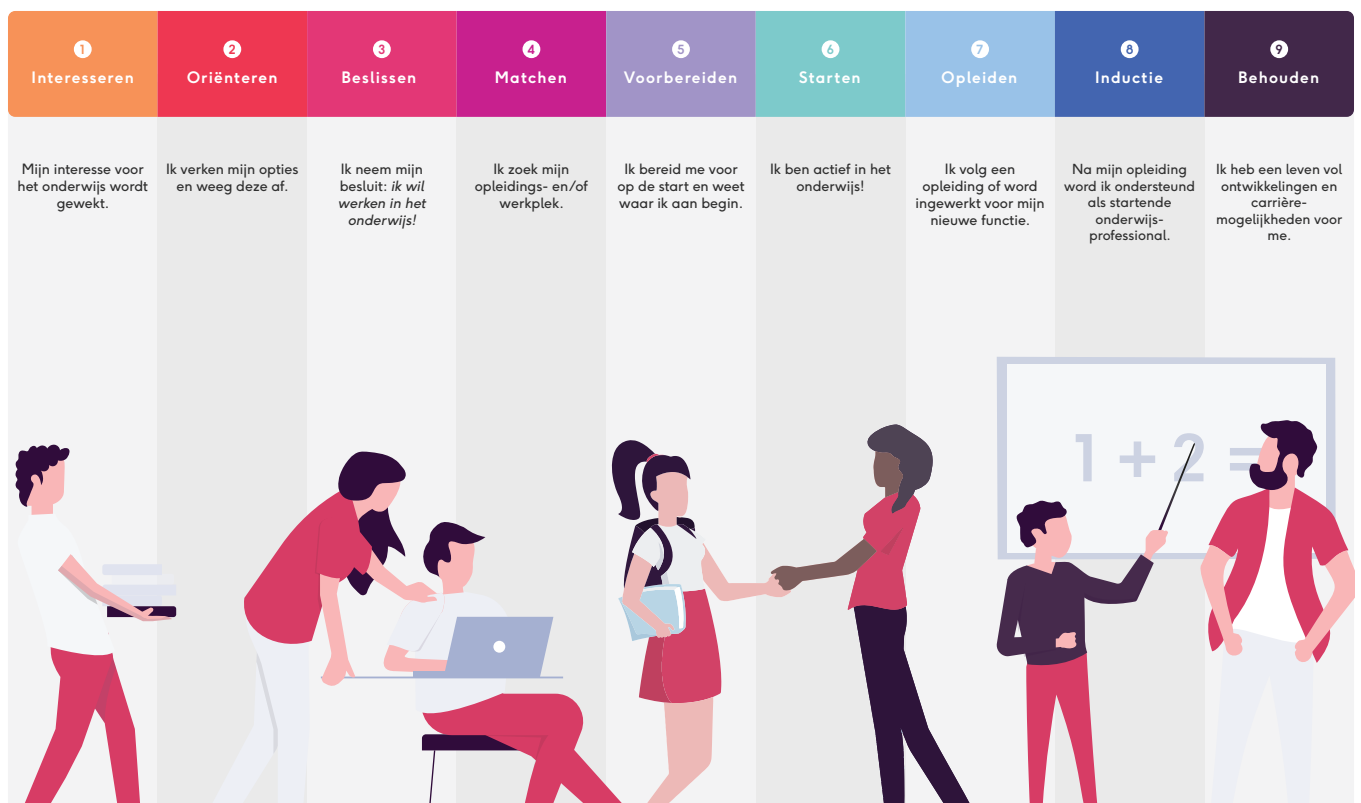 1
Interesseren
Mijn interesse voor
het onderwijs wordt
gewekt.
2
Oriënteren
Ik verken mijn opties
en weeg deze af.
3
Beslissen
Ik neem mijn
besluit: ik wil
werken in het
onderwijs!
4
Matchen
Ik zoek mijn
opleidings- en/of
werkplek.
5
Voorbereiden
Ik bereid me voor
op de start en weet
waar ik aan begin.
6
Starten
Ik ben actief in het
onderwijs!
7
Opleiden
Ik volg een
opleiding of word
ingewerkt voor mijn
nieuwe functie.
8
Inductie
Na mijn opleiding
word ik ondersteund
als startende
onderwijs-
professional.
9
Behouden
Ik heb een leven vol
ontwikkelingen en
carrière-
mogelijkheden voor
me.
1 + 2 =